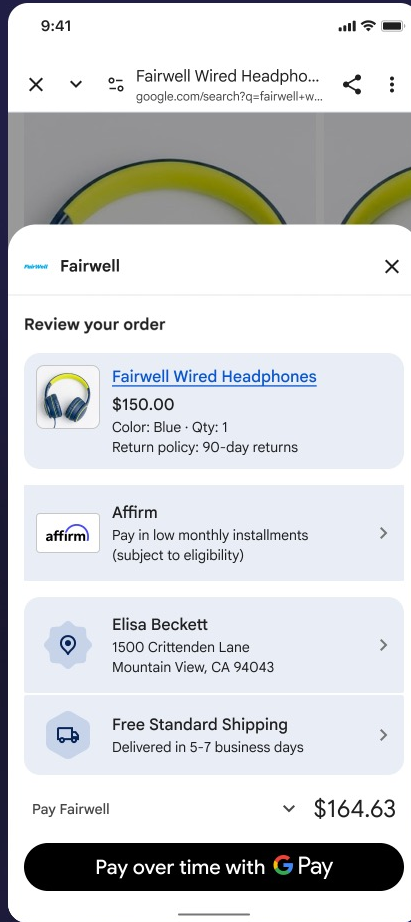 9:41
Fairwell Wired Headpho...
google.com/search?q=fairwell+w...
FairWell
Fairwell
Review your order
Fairwell Wired Headphones
$150.00
Color: Blue · Qty: 1
Return policy: 90-day returns
affirm
Affirm
Pay in low monthly installments
(subject to eligibility)
Elisa Beckett
1500 Crittenden Lane
Mountain View, CA 94043
Free Standard Shipping
Delivered in 5-7 business days
Pay Fairwell
$164.63
Pay over time with G Pay